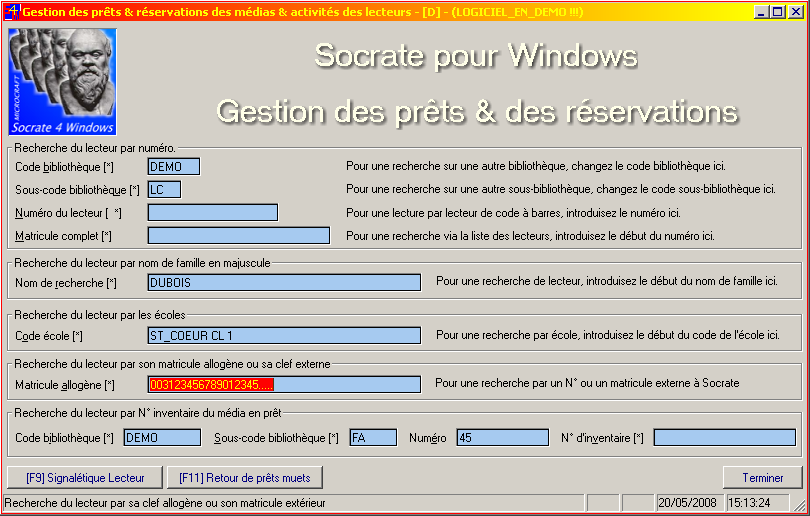 Gestion des prêts & réservations des médias & activités des lecteurs - [D] - (LOGICIEL_EN_DEMO !!!)
MICROCRAFT
Socrate 4 Windows
Socrate pour Windows
Gestion des prêts & des réservations
Recherche du lecteur par numéro.
Code bibliothèque [*] DEMO Pour une recherche sur une autre bibliothèque, changez le code bibliothèque ici.
Sous-code bibliothèque [*] LC Pour une recherche sur une autre sous-bibliothèque, changez le code sous-bibliothèque ici.
Numéro du lecteur [ *] Pour une lecture par lecteur de code à barres, introduisez le numéro ici.
Matricule complet [*] Pour une recherche via la liste des lecteurs, introduisez le début du numéro ici.
Recherche du lecteur par nom de famille en majuscule
Nom de recherche [*] DUBOIS Pour une recherche de lecteur, introduisez le début du nom de famille ici.
Recherche du lecteur par les écoles
Code école [*] ST_COEUR CL 1 Pour une recherche par école, introduisez le début du code de l'école ici.
Recherche du lecteur par son matricule allogène ou sa clef externe
Matricule allogène [*] 003123456789012345..... Pour une recherche par un N° ou un matricule externe à Socrate
Recherche du lecteur par N° inventaire du média en prêt
Code bibliothèque [*] DEMO Sous-code bibliothèque [*] FA Numéro 45 N° d'inventaire [*]
[F9] Signalétique Lecteur [F11] Retour de prêts muets Terminer
Recherche du lecteur par sa clef allogène ou son matricule extérieur 20/05/2008 15:13:24